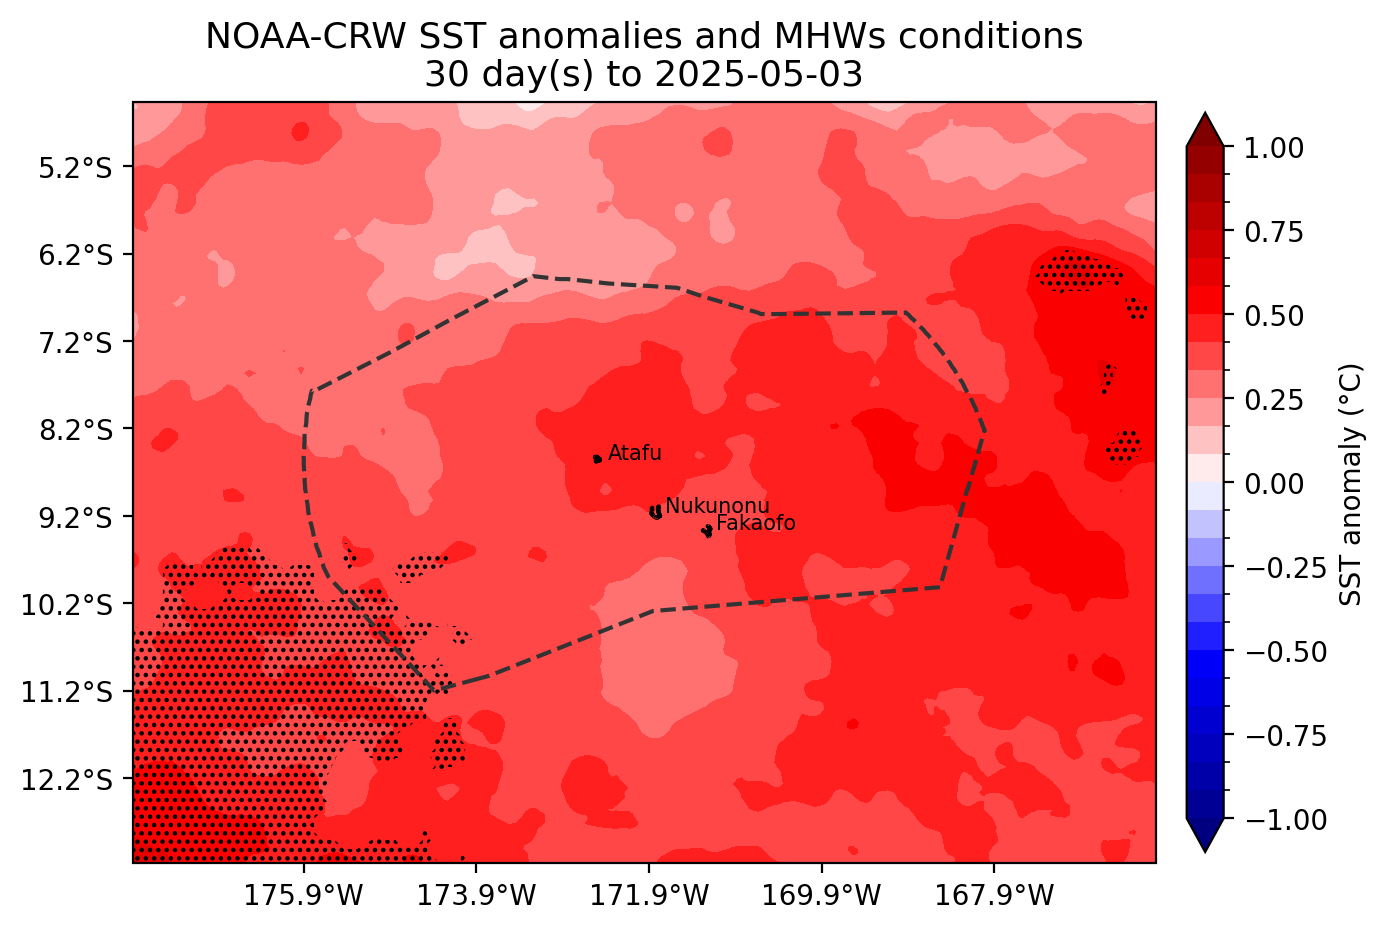 NOAA-CRW SST anomalies and MHWs conditions
30 day(s) to 2025-05-03
5.2°S
6.2°S
7.2°S
8.2°S
9.2°S
10.2°S
11.2°S
12.2°S
Atafu
Nukunonu
Fakaofo
175.9°W
173.9°W
171.9°W
169.9°W
167.9°W
1.00
0.75
0.50
0.25
0.00
−0.25
−0.50
−0.75
−1.00
SST anomaly (°C)